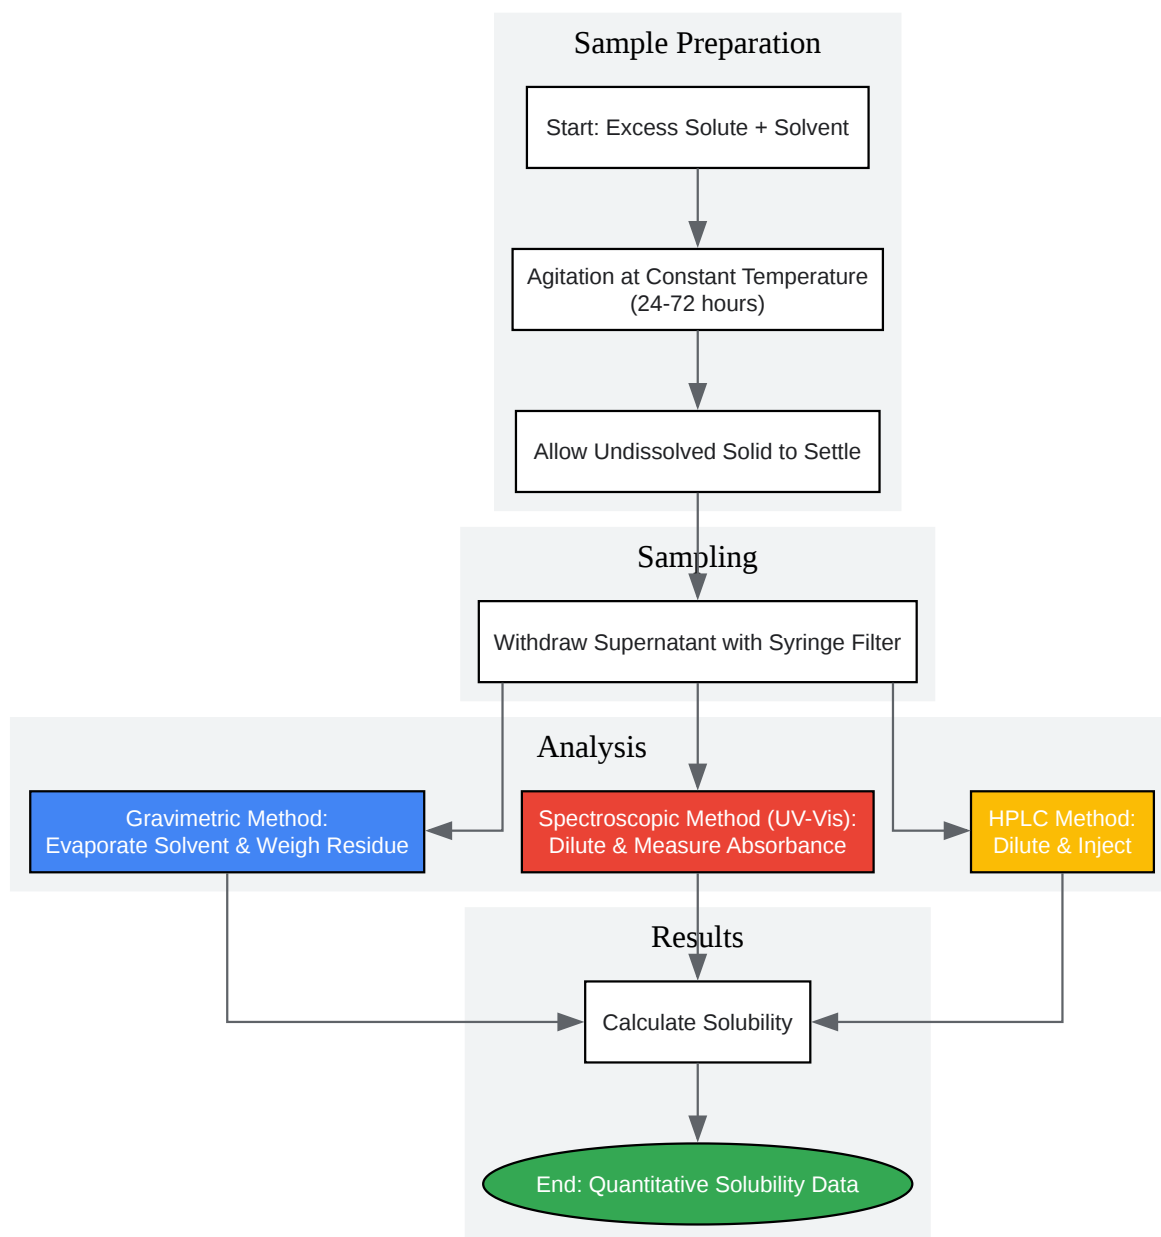 Sample Preparation
Start: Excess Solute + Solvent
Agitation at Constant Temperature
(24-72 hours)
Allow Undissolved Solid to Settle
Sampling
Withdraw Supernatant with Syringe Filter
Analysis
Gravimetric Method:
Evaporate Solvent & Weigh Residue
Spectroscopic Method (UV-Vis):
Dilute & Measure Absorbance
HPLC Method:
Dilute & Inject
Results
Calculate Solubility
End: Quantitative Solubility Data